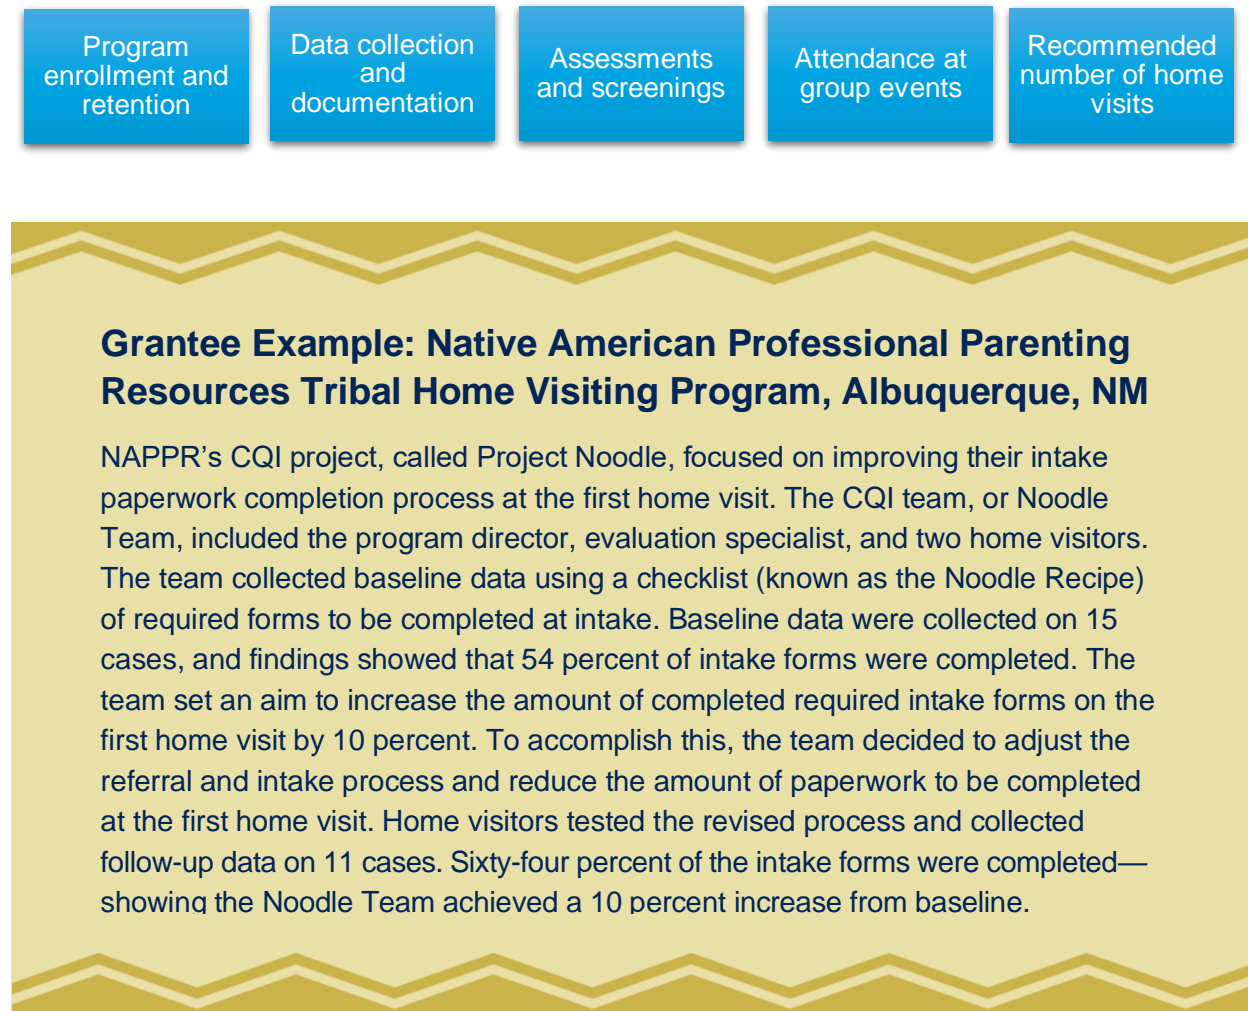 Program
enrollment and
retention
Data collection
and
documentation
Assessments
and screenings
Attendance at
group events
Recommended
number of home
visits
Grantee Example: Native American Professional Parenting
Resources Tribal Home Visiting Program, Albuquerque, NM
NAPPR’s CQI project, called Project Noodle, focused on improving their intake
paperwork completion process at the first home visit. The CQI team, or Noodle
Team, included the program director, evaluation specialist, and two home visitors.
The team collected baseline data using a checklist (known as the Noodle Recipe)
of required forms to be completed at intake. Baseline data were collected on 15
cases, and findings showed that 54 percent of intake forms were completed. The
team set an aim to increase the amount of completed required intake forms on the
first home visit by 10 percent. To accomplish this, the team decided to adjust the
referral and intake process and reduce the amount of paperwork to be completed
at the first home visit. Home visitors tested the revised process and collected
follow-up data on 11 cases. Sixty-four percent of the intake forms were completed—
showing the Noodle Team achieved a 10 percent increase from baseline.